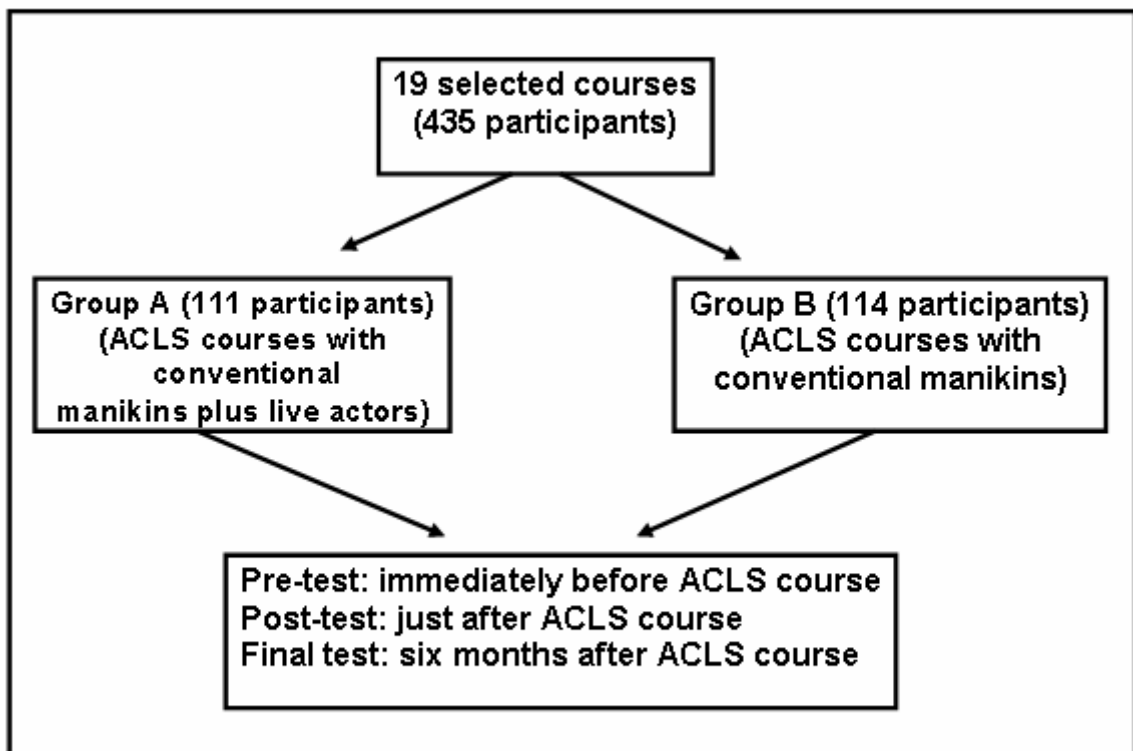 19 selected courses
(435 participants)
Group A (111 participants)
(ACLS courses with
conventional
manikins plus live actors)
Group B (114 participants)
(ACLS courses with
conventional manikins)
Pre-test: immediately before ACLS course
Post-test: just after ACLS course
Final test: six months after ACLS course